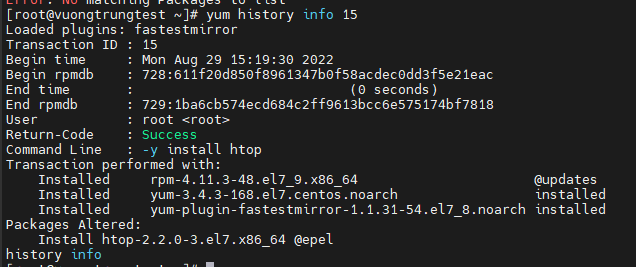 Error: No matching Packages to list
[root@vuongtrungtest ~]# yum history info 15
Loaded plugins: fastestmirror
Transaction ID : 15
Begin time     : Mon Aug 29 15:19:30 2022
Begin rpmdb    : 728:611f20d850f8961347b0f58acdec0dd3f5e21eac
End time       :                           (0 seconds)
End rpmdb      : 729:1ba6cb574ecd684c2ff9613bcc6e575174bf7818
User           : root <root>
Return-Code    : Success
Command Line   : -y install htop
Transaction performed with:
    Installed     rpm-4.11.3-48.el7_9.x86_64                      @updates
    Installed     yum-3.4.3-168.el7.centos.noarch                 installed
    Installed     yum-plugin-fastestmirror-1.1.31-54.el7_8.noarch installed
Packages Altered:
    Install htop-2.2.0-3.el7.x86_64 @epel
history info